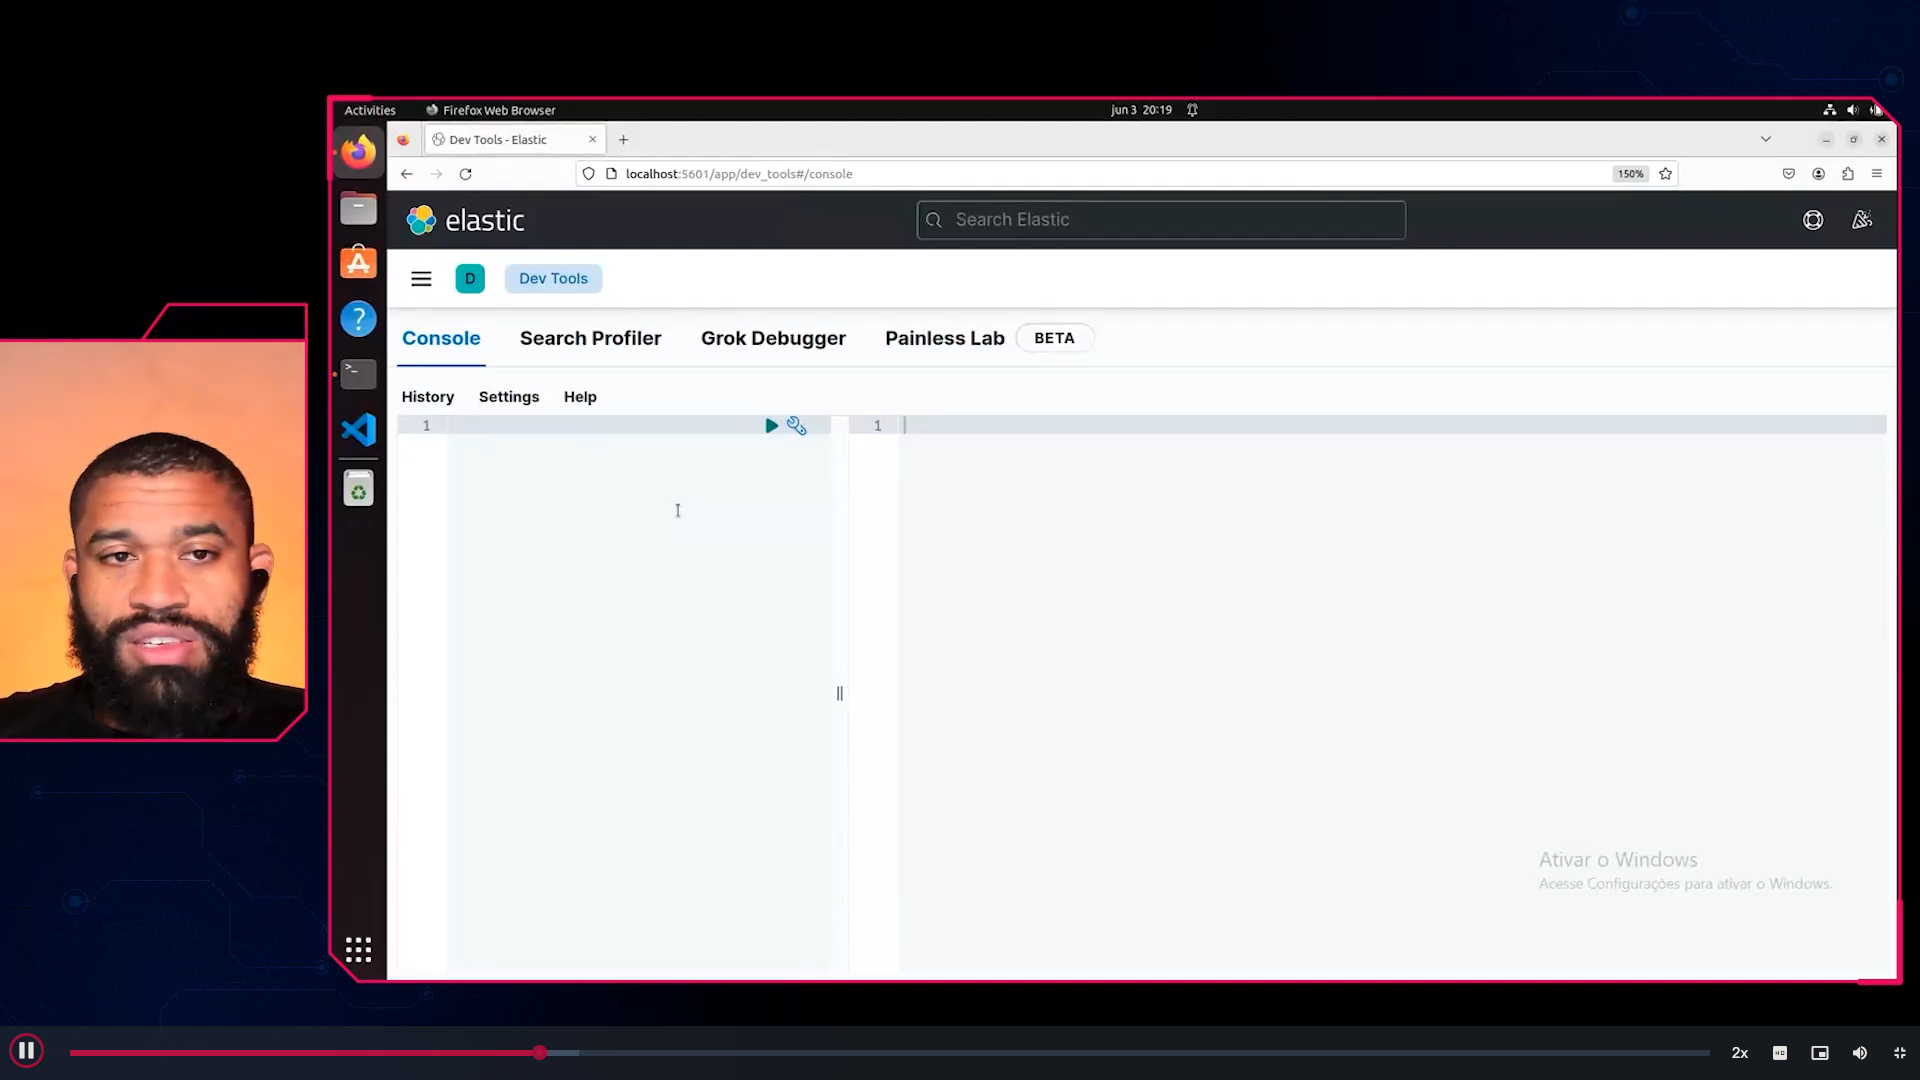 Activities Firefox Web Browser jun 3 20:19
Dev Tools - Elastic
localhost:5601/app/dev_tools#/console 150%
elastic Search Elastic
D Dev Tools
Console Search Profiler Grok Debugger Painless Lab BETA
History Settings Help
1 1
Ativar o Windows
Acesse Configurações para ativar o Windows.
2x HD